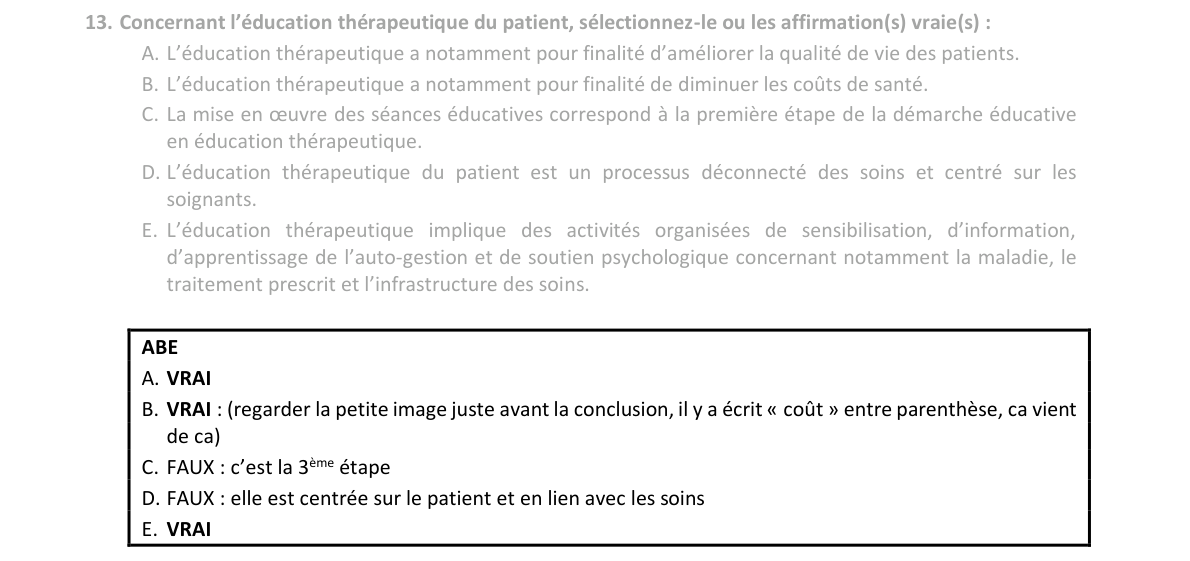 13. Concernant l’éducation thérapeutique du patient, sélectionnez-le ou les affirmation(s) vraie(s) :
A. L’éducation thérapeutique a notamment pour finalité d’améliorer la qualité de vie des patients.
B. L’éducation thérapeutique a notamment pour finalité de diminuer les coûts de santé.
C. La mise en œuvre des séances éducatives correspond à la première étape de la démarche éducative
en éducation thérapeutique.
D. L’éducation thérapeutique du patient est un processus déconnecté des soins et centré sur les
soignants.
E. L’éducation thérapeutique implique des activités organisées de sensibilisation, d’information,
d’apprentissage de l’auto-gestion et de soutien psychologique concernant notamment la maladie, le
traitement prescrit et l’infrastructure des soins.
ABE
A. VRAI
B. VRAI : (regarder la petite image juste avant la conclusion, il y a écrit « coût » entre parenthèse, ca vient
de ca)
C. FAUX : c’est la 3ème étape
D. FAUX : elle est centrée sur le patient et en lien avec les soins
E. VRAI